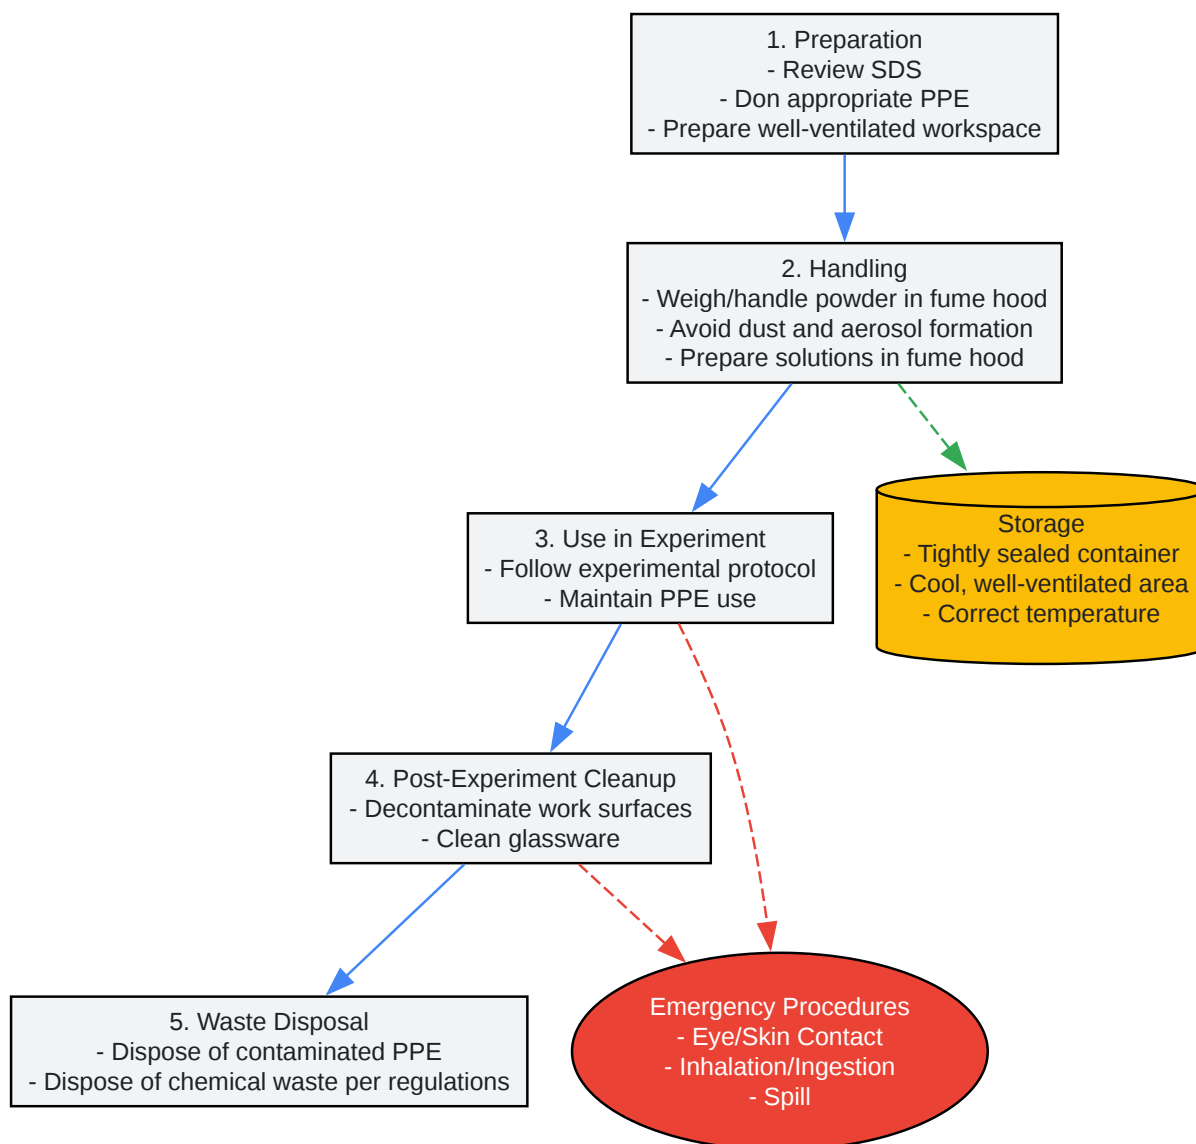 1. Preparation
- Review SDS
- Don appropriate PPE
- Prepare well-ventilated workspace
2. Handling
- Weigh/handle powder in fume hood
- Avoid dust and aerosol formation
- Prepare solutions in fume hood
Storage
- Tightly sealed container
- Cool, well-ventilated area
- Correct temperature
3. Use in Experiment
- Follow experimental protocol
- Maintain PPE use
4. Post-Experiment Cleanup
- Decontaminate work surfaces
- Clean glassware
5. Waste Disposal
- Dispose of contaminated PPE
- Dispose of chemical waste per regulations
Emergency Procedures
- Eye/Skin Contact
- Inhalation/Ingestion
- Spill